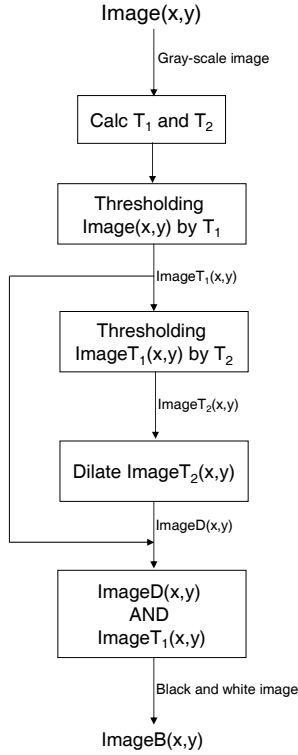 Image(x,y)
Gray-scale image
Calc T₁ and T₂
Thresholding
Image(x,y) by T₁
ImageT₁(x,y)
Thresholding
ImageT₁(x,y) by T₂
ImageT₂(x,y)
Dilate ImageT₂(x,y)
ImageD(x,y)
ImageD(x,y)
AND
ImageT₁(x,y)
Black and white image
ImageB(x,y)